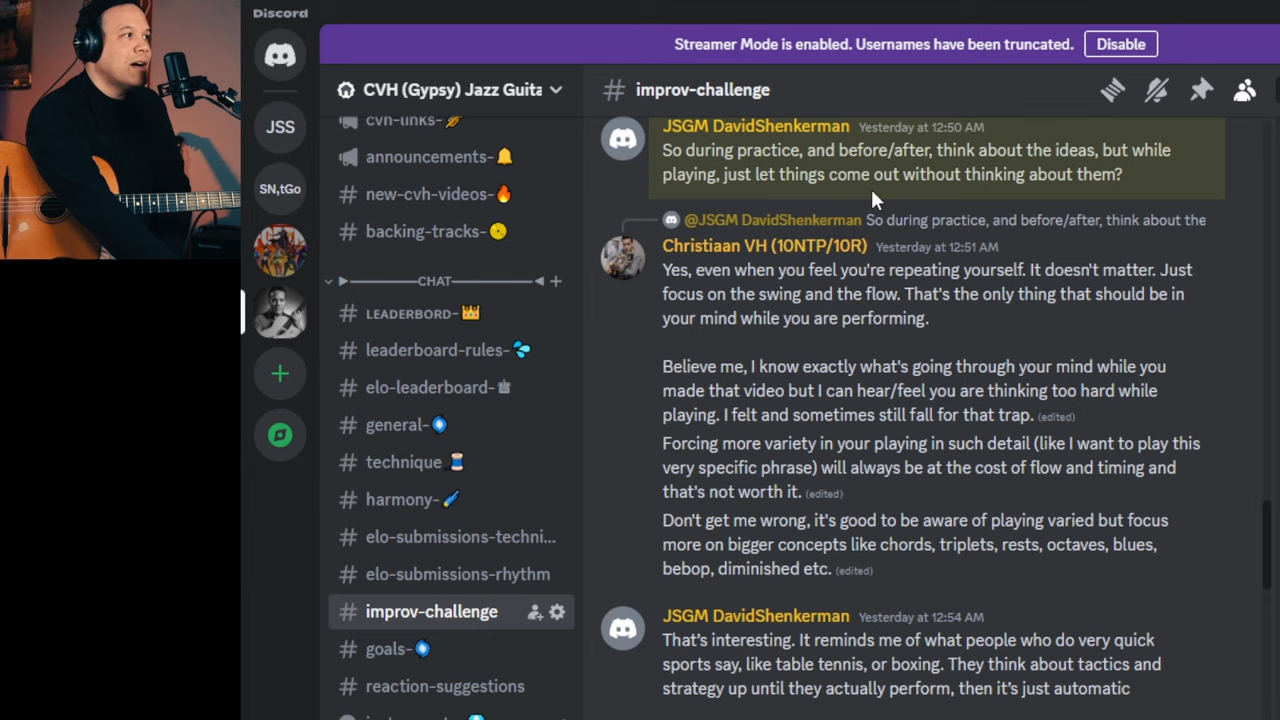 Discord
Streamer Mode is enabled. Usernames have been truncated.
Disable
JSS
SN,tGo
CVH (Gypsy) Jazz Guita
cvh-links-
announcements-
new-cvh-videos-
backing-tracks-
CHAT
LEADERBORD-
leaderboard-rules-
elo-leaderboard-
general-
technique
harmony-
elo-submissions-techni...
elo-submissions-rhythm
improv-challenge
goals-
reaction-suggestions
# improv-challenge
JSGM DavidShenkerman Yesterday at 12:50 AM
So during practice, and before/after, think about the ideas, but while
playing, just let things come out without thinking about them?
@JSGM DavidShenkerman So during practice, and before/after, think about the
Christiaan VH (10NTP/10R) Yesterday at 12:51 AM
Yes, even when you feel you're repeating yourself. It doesn't matter. Just
focus on the swing and the flow. That's the only thing that should be in
your mind while you are performing.
Believe me, I know exactly what's going through your mind while you
made that video but I can hear/feel you are thinking too hard while
playing. I felt and sometimes still fall for that trap. (edited)
Forcing more variety in your playing in such detail (like I want to play this
very specific phrase) will always be at the cost of flow and timing and
that's not worth it. (edited)
Don't get me wrong, it's good to be aware of playing varied but focus
more on bigger concepts like chords, triplets, rests, octaves, blues,
bebop, diminished etc. (edited)
JSGM DavidShenkerman Yesterday at 12:54 AM
That's interesting. It reminds me of what people who do very quick
sports say, like table tennis, or boxing. They think about tactics and
strategy up until they actually perform, then it's just automatic